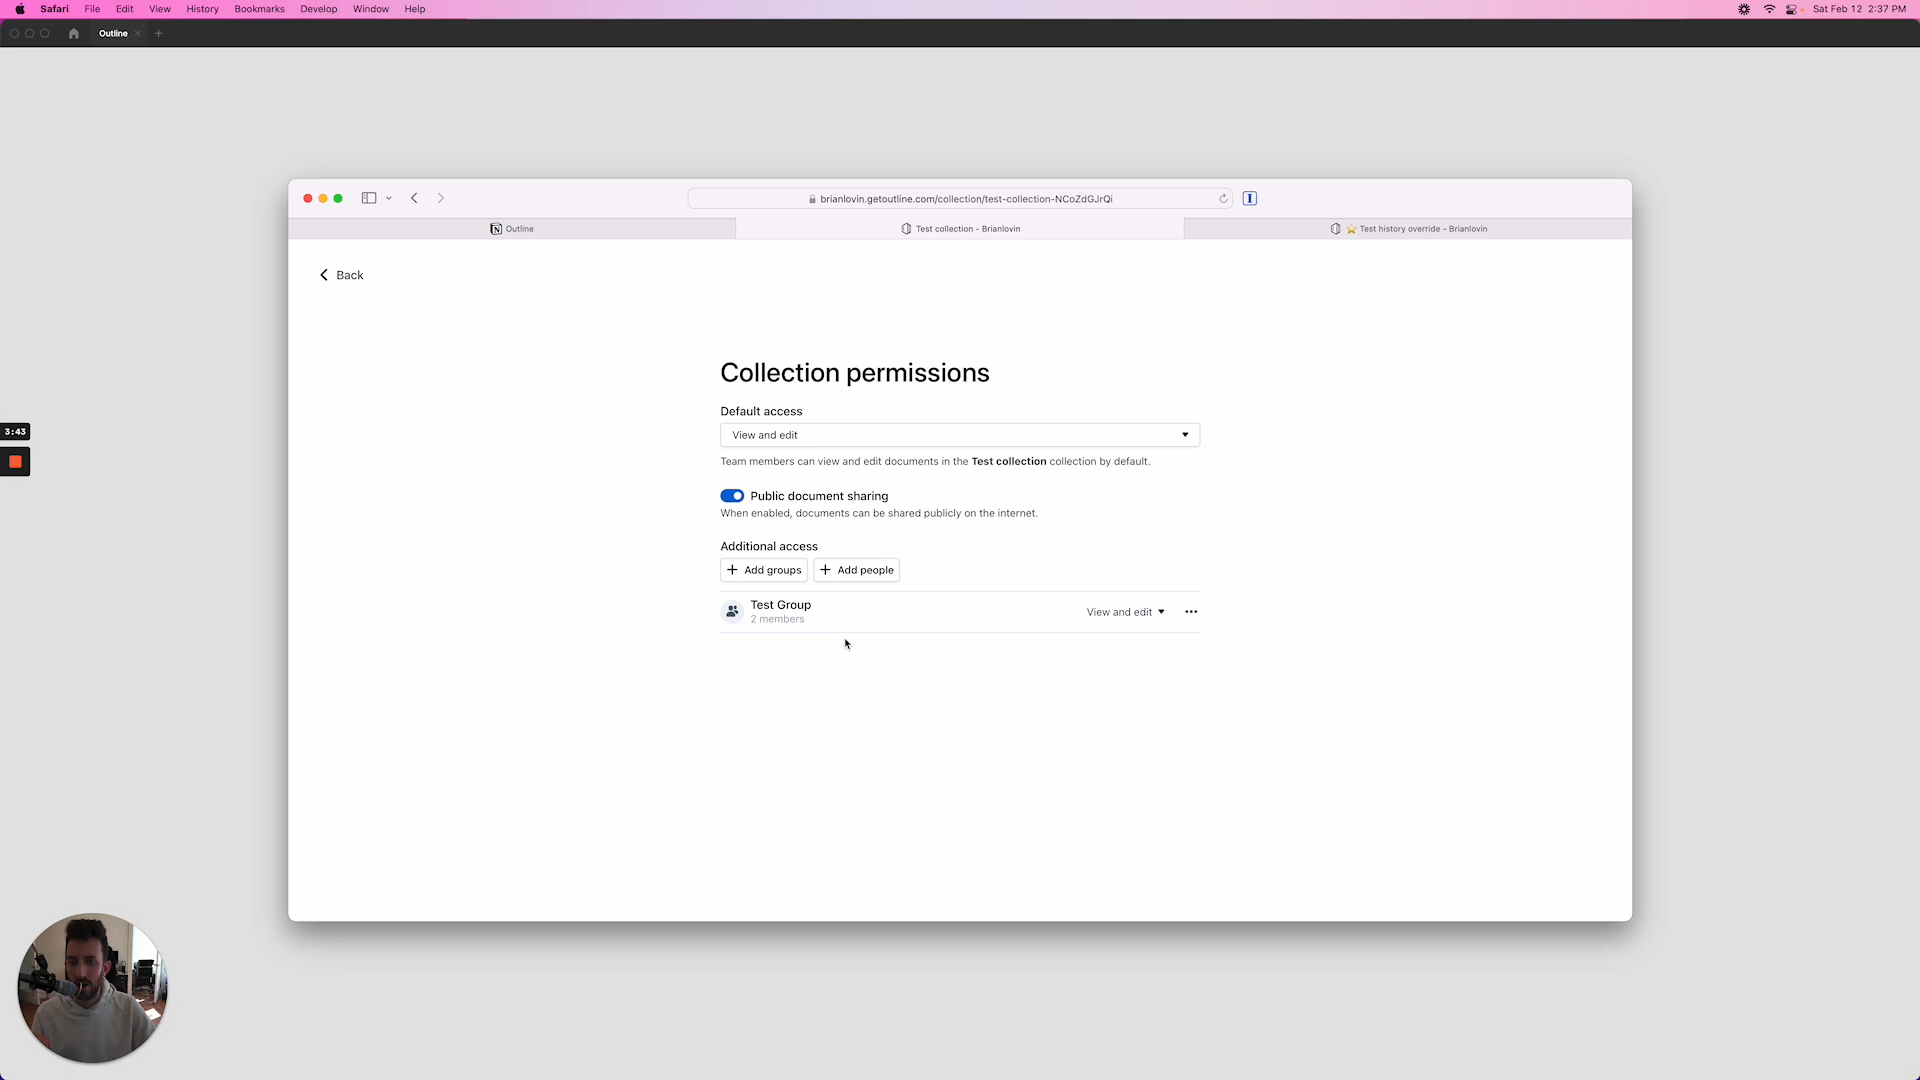 Safari File Edit View History Bookmarks Develop Window Help Sat Feb 12 2:37 PM
Outline
brianlovin.getoutline.com/collection/test-collection-NCoZdGJrQi
Outline Test collection - Brianlovin ⭐ Test history override - Brianlovin
Back
Collection permissions
Default access
View and edit
Team members can view and edit documents in the Test collection collection by default.
3:43
Public document sharing
When enabled, documents can be shared publicly on the internet.
Additional access
Add groups Add people
Test Group
2 members
View and edit